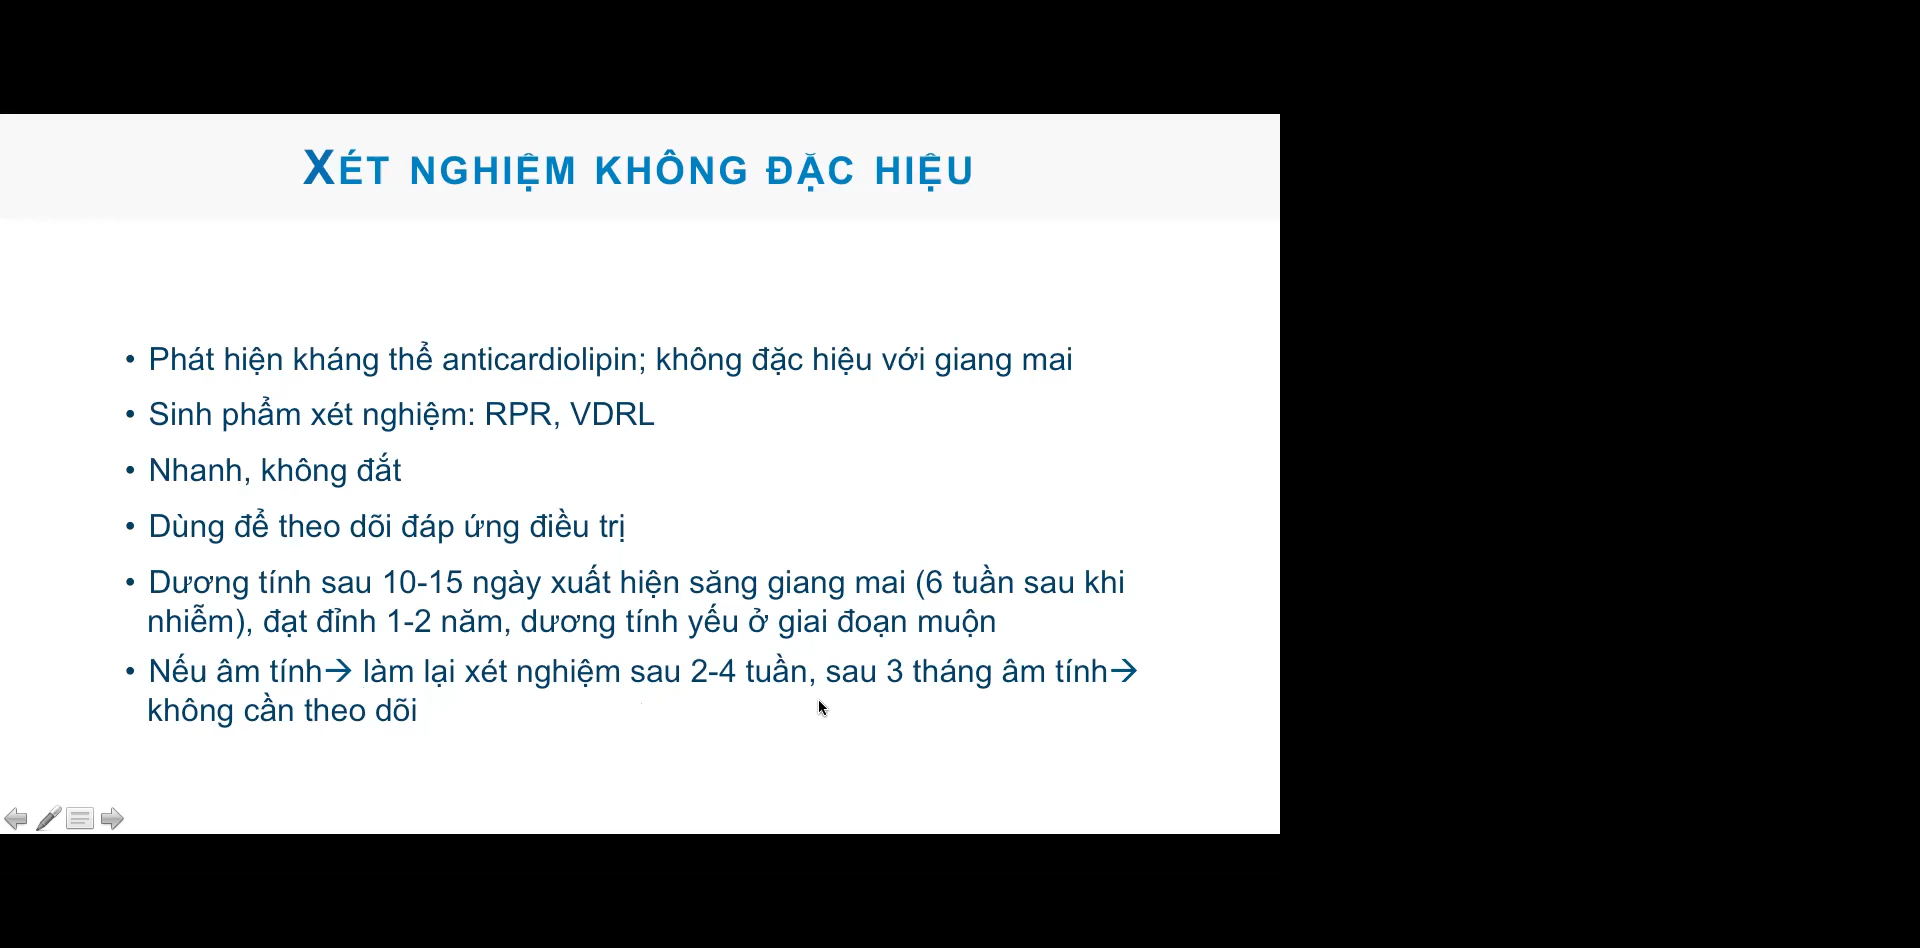 XÉT NGHIỆM KHÔNG ĐẶC HIỆU
• Phát hiện kháng thể anticardiolipin; không đặc hiệu với giang mai
• Sinh phẩm xét nghiệm: RPR, VDRL
• Nhanh, không đắt
• Dùng để theo dõi đáp ứng điều trị
• Dương tính sau 10-15 ngày xuất hiện săng giang mai (6 tuần sau khi
nhiễm), đạt đỉnh 1-2 năm, dương tính yếu ở giai đoạn muộn
• Nếu âm tính→ làm lại xét nghiệm sau 2-4 tuần, sau 3 tháng âm tính→
không cần theo dõi